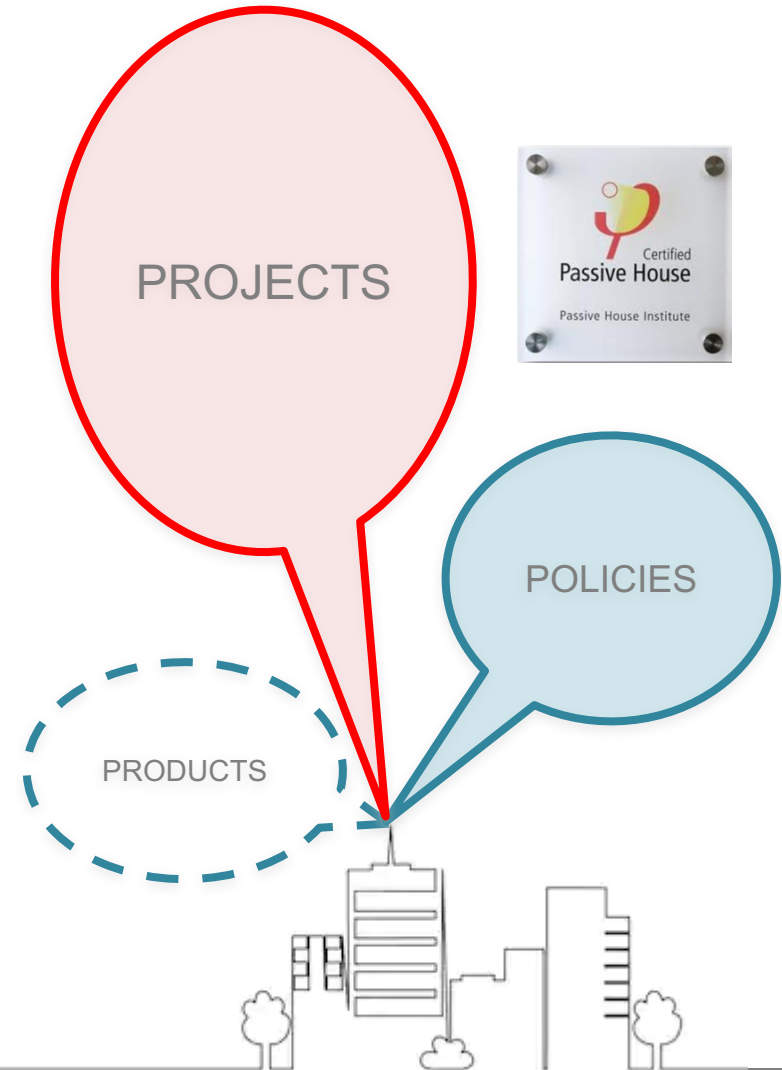 PROJECTS
Certified
Passive House
Passive House Institute
POLICIES
PRODUCTS